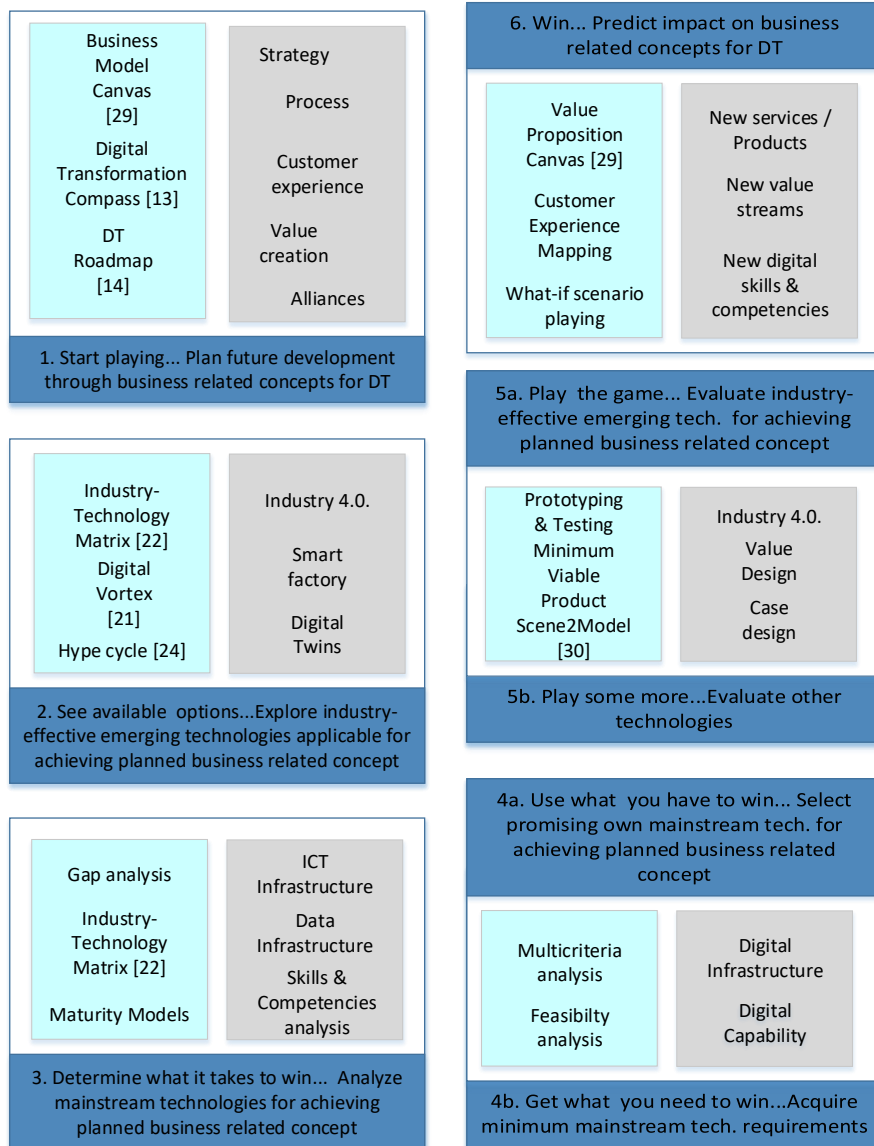 Business
Model
Canvas
[29]
Digital
Transformation
Compass [13]
DT
Roadmap
[14]
Strategy
Process
Customer
experience
Value
creation
Alliances
1. Start playing... Plan future development
through business related concepts for DT
Industry-
Technology
Matrix [22]
Digital
Vortex
[21]
Hype cycle [24]
Industry 4.0.
Smart
factory
Digital
Twins
2. See available options...Explore industry-
effective emerging technologies applicable for
achieving planned business related concept
Gap analysis
Industry-
Technology
Matrix [22]
Maturity Models
ICT
Infrastructure
Data
Infrastructure
Skills &
Competencies
analysis
3. Determine what it takes to win... Analyze
mainstream technologies for achieving
planned business related concept
6. Win... Predict impact on business
related concepts for DT
Value
Proposition
Canvas [29]
Customer
Experience
Mapping
What-if scenario
playing
New services /
Products
New value
streams
New digital
skills &
competencies
5a. Play the game... Evaluate industry-
effective emerging tech. for achieving
planned business related concept
Prototyping
& Testing
Minimum
Viable
Product
Scene2Model
[30]
Industry 4.0.
Value
Design
Case
design
5b. Play some more...Evaluate other
technologies
4a. Use what you have to win... Select
promising own mainstream tech. for
achieving planned business related
concept
Multicriteria
analysis
Feasibilty
analysis
Digital
Infrastructure
Digital
Capability
4b. Get what you need to win...Acquire
minimum mainstream tech. requirements